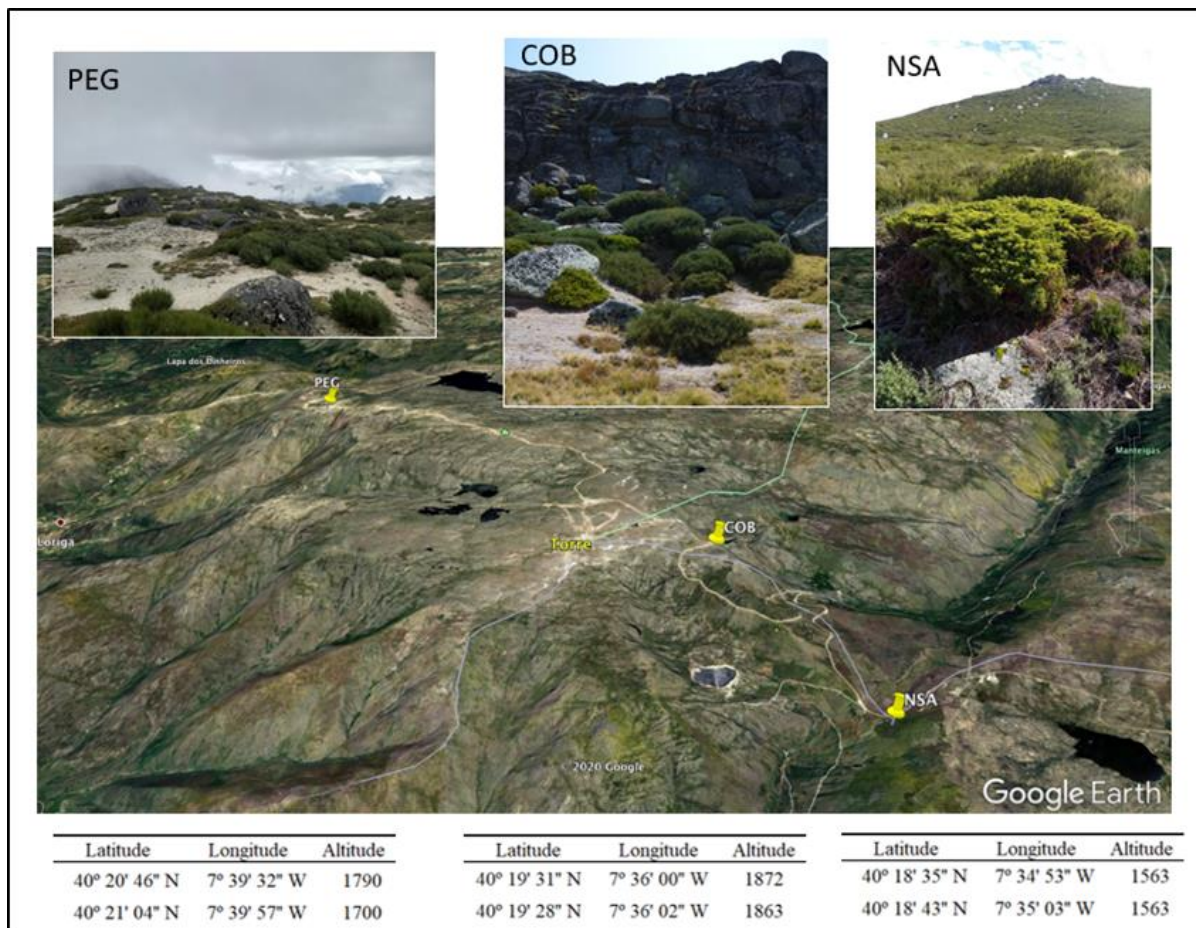 PEG
COB
NSA
Lapa dos Dinheiros
PEG
Manteigas
COB
Loriga
Torre
NSA
2020 Google
Google Earth
Latitude Longitude Altitude
40º 20' 46" N 7º 39' 32" W 1790
40º 21' 04" N 7º 39' 57" W 1700
Latitude Longitude Altitude
40º 19' 31" N 7º 36' 00" W 1872
40º 19' 28" N 7º 36' 02" W 1863
Latitude Longitude Altitude
40º 18' 35" N 7º 34' 53" W 1563
40º 18' 43" N 7º 35' 03" W 1563